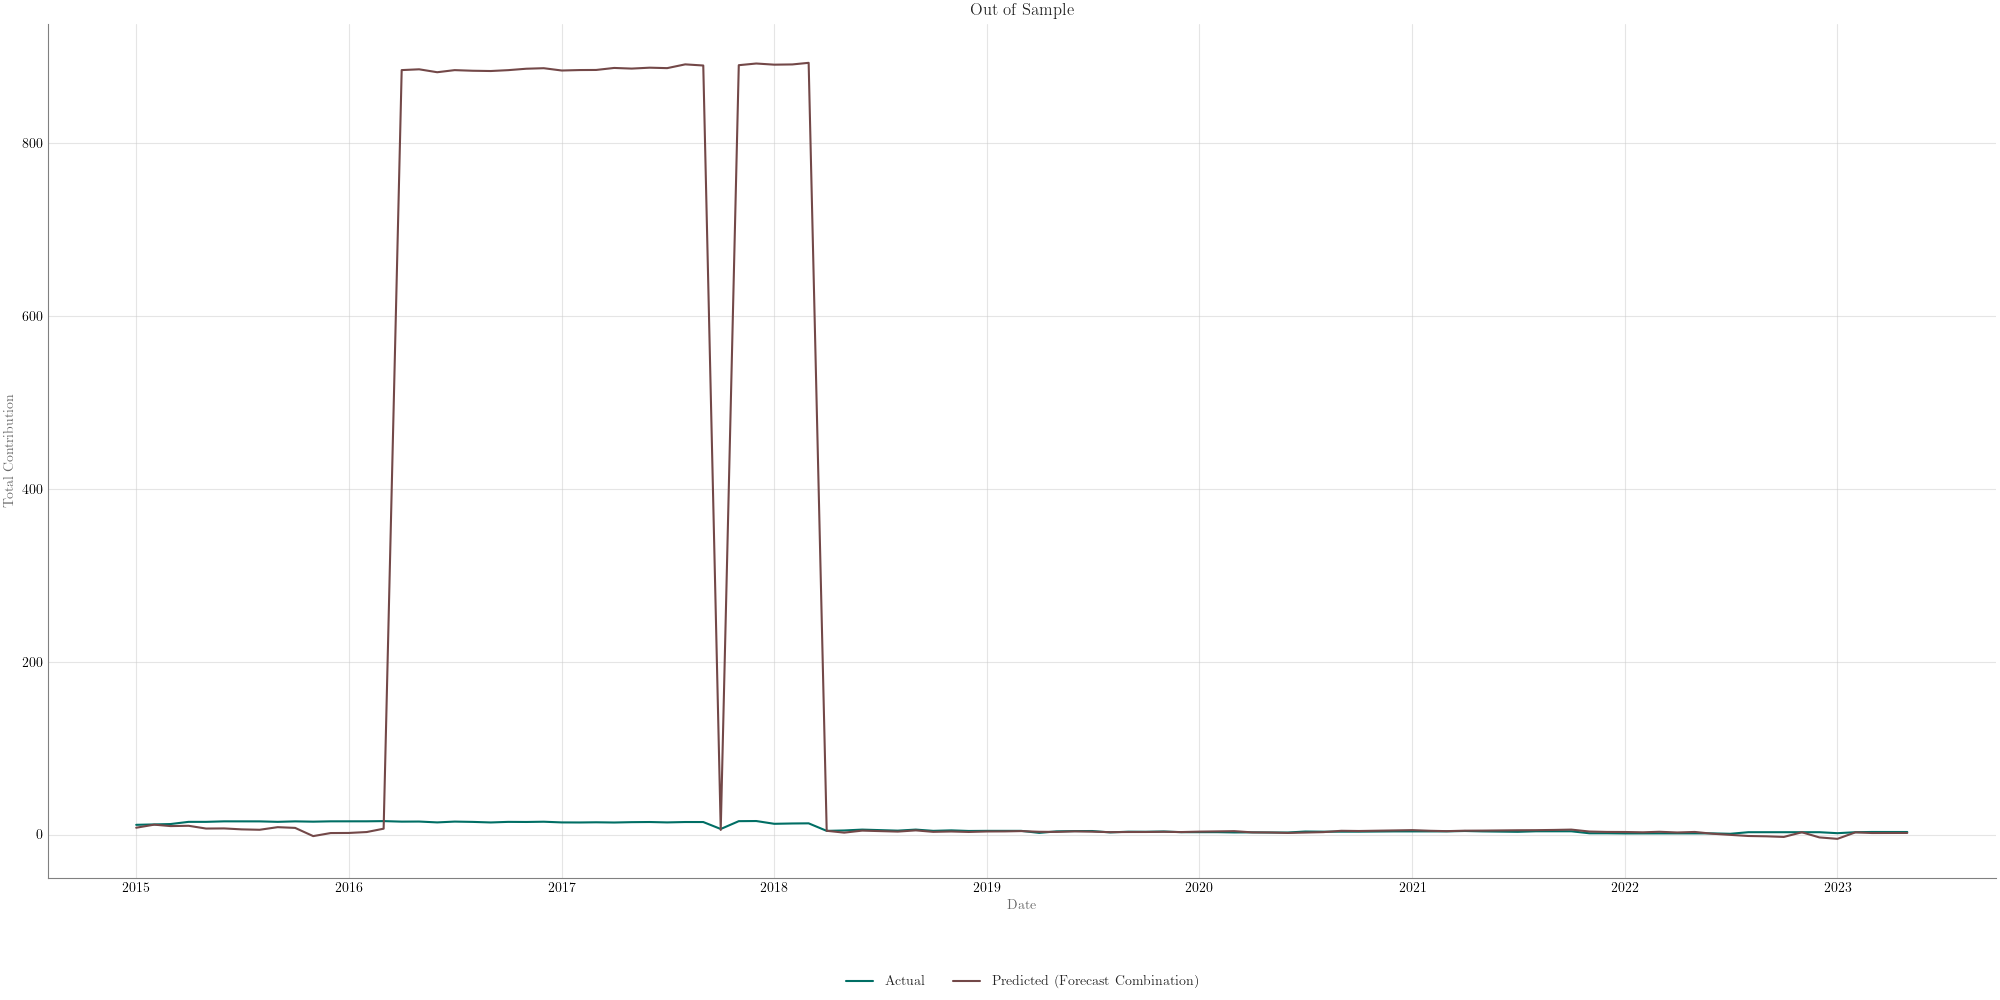 Out of Sample
Total Contribution
800
600
400
200
0
2015 2016 2017 2018 2019 2020 2021 2022 2023
Date
Actual Predicted (Forecast Combination)